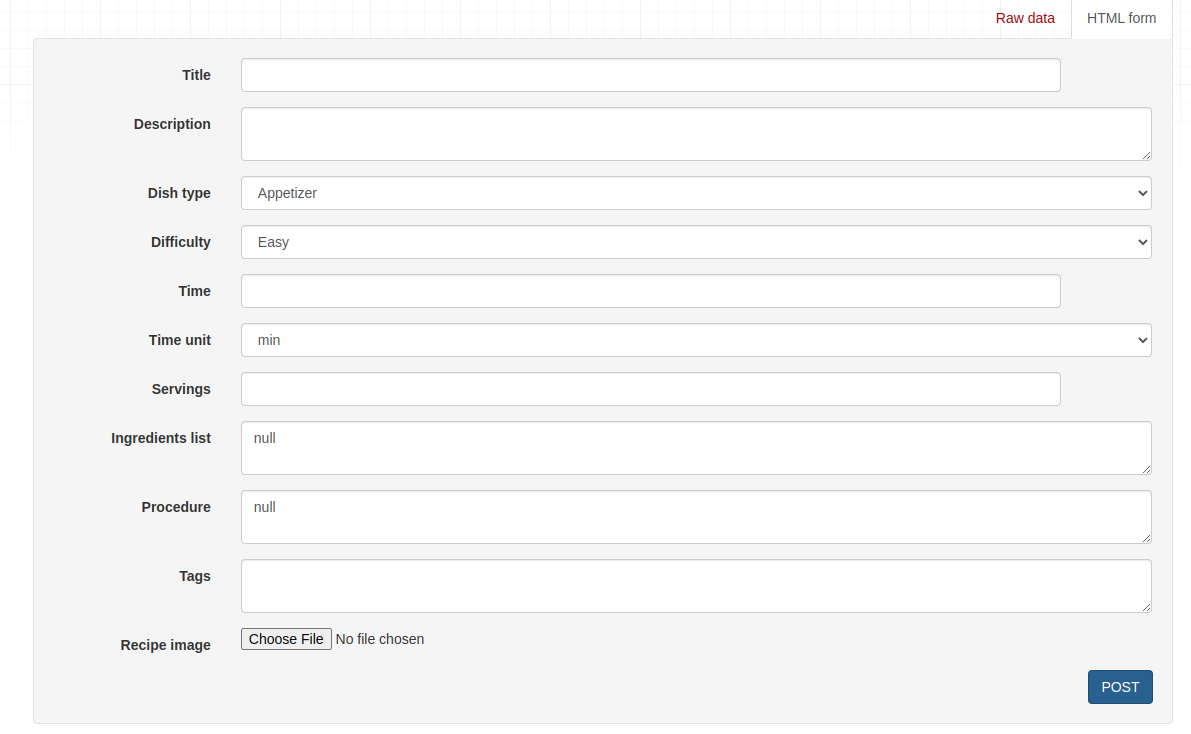 Raw data HTML form
Title
Description
Dish type Appetizer
Difficulty Easy
Time
Time unit min
Servings
Ingredients list null
Procedure null
Tags
Recipe image Choose File No file chosen
POST